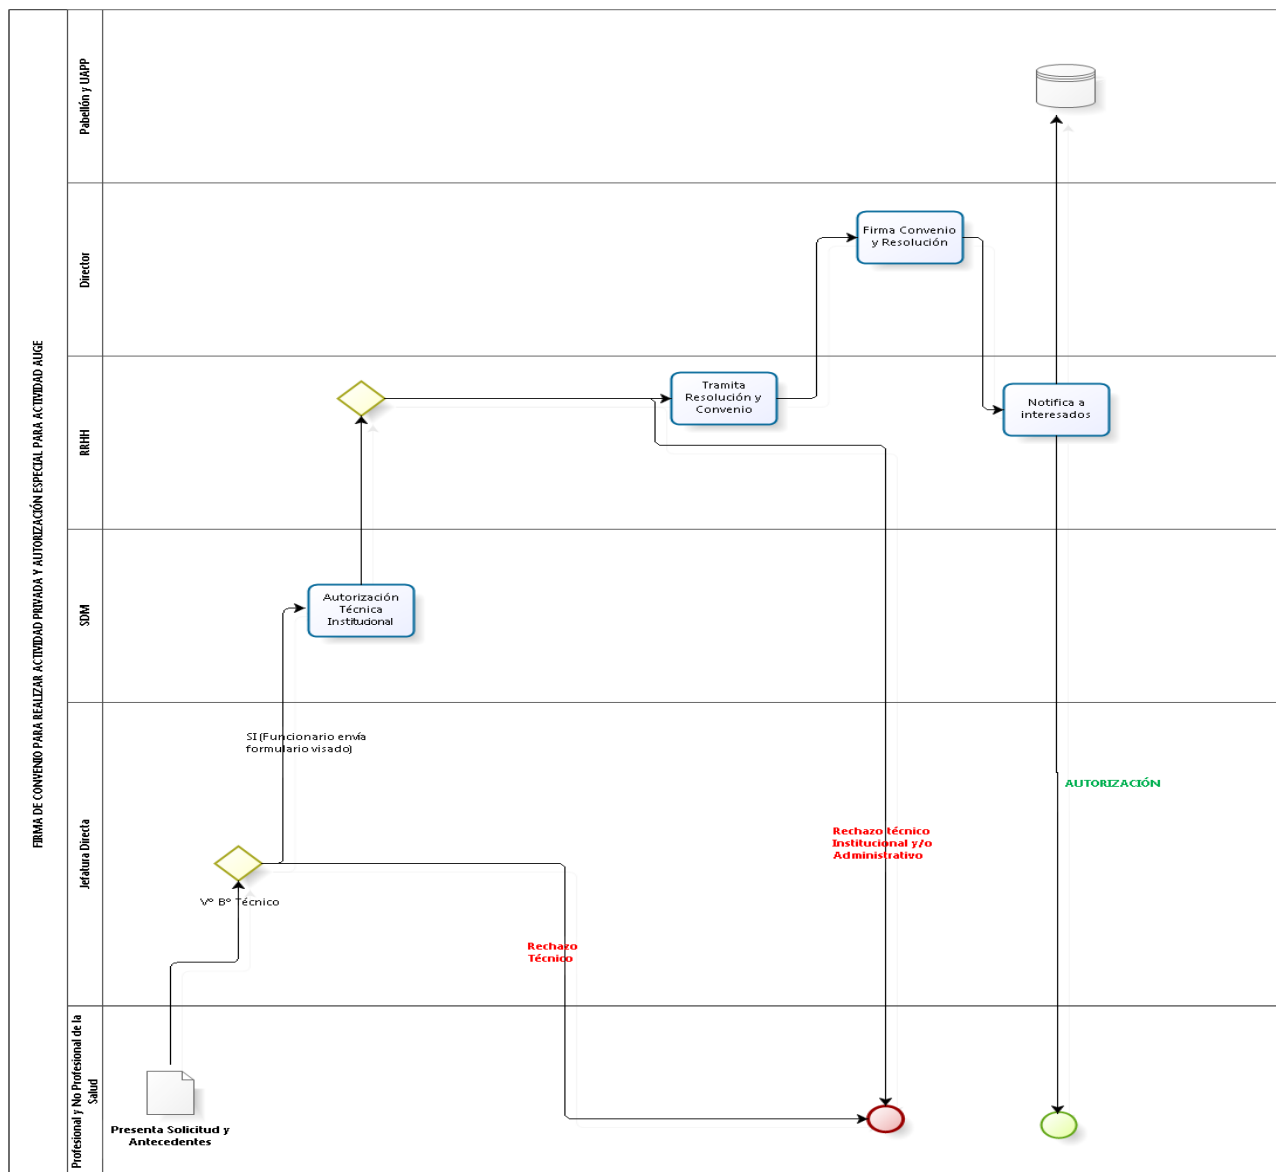 FIRMA DE CONVENIO PARA REALIZAR ACTIVIDAD PRIVADA Y AUTORIZACIÓN ESPECIAL PARA ACTIVIDAD AUGE
Pabellón y UAPP
Director
Firma Convenio
y Resolución
RRHH
Tramita
Resolución y
Convenio
Notifica a
interesados
SDM
Autorización
Técnica
Institucional
Jefatura Directa
SI (Funcionario envía
formulario visado)
AUTORIZACIÓN
Rechazo técnico
Institucional y/o
Administrativo
Vº Bº Técnico
Rechazo
Técnico
Profesional y No Profesional de la
Salud
Presenta Solicitud y
Antecedentes